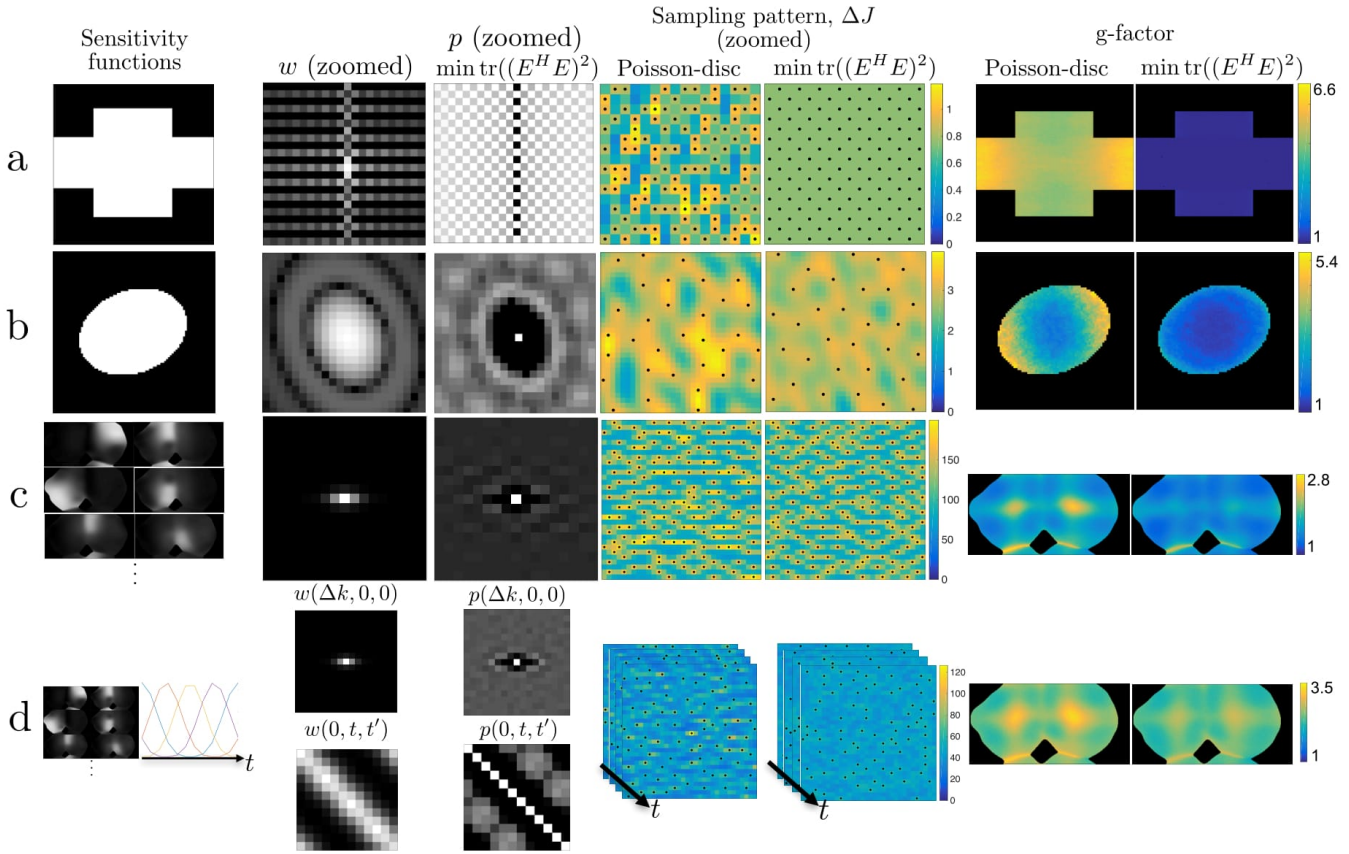 Sensitivity
functions
w (zoomed)
p (zoomed)
min tr((E^H E)^2)
Sampling pattern, ΔJ
(zoomed)
Poisson-disc
min tr((E^H E)^2)
g-factor
Poisson-disc
min tr((E^H E)^2)
a
1
0.8
0.6
0.4
0.2
0
6.6
1
b
3
2
1
0
5.4
1
c
150
100
50
0
2.8
1
w(Δk, 0, 0)
p(Δk, 0, 0)
d
t
w(0, t, t′)
p(0, t, t′)
t
t
120
100
80
60
40
20
0
3.5
1